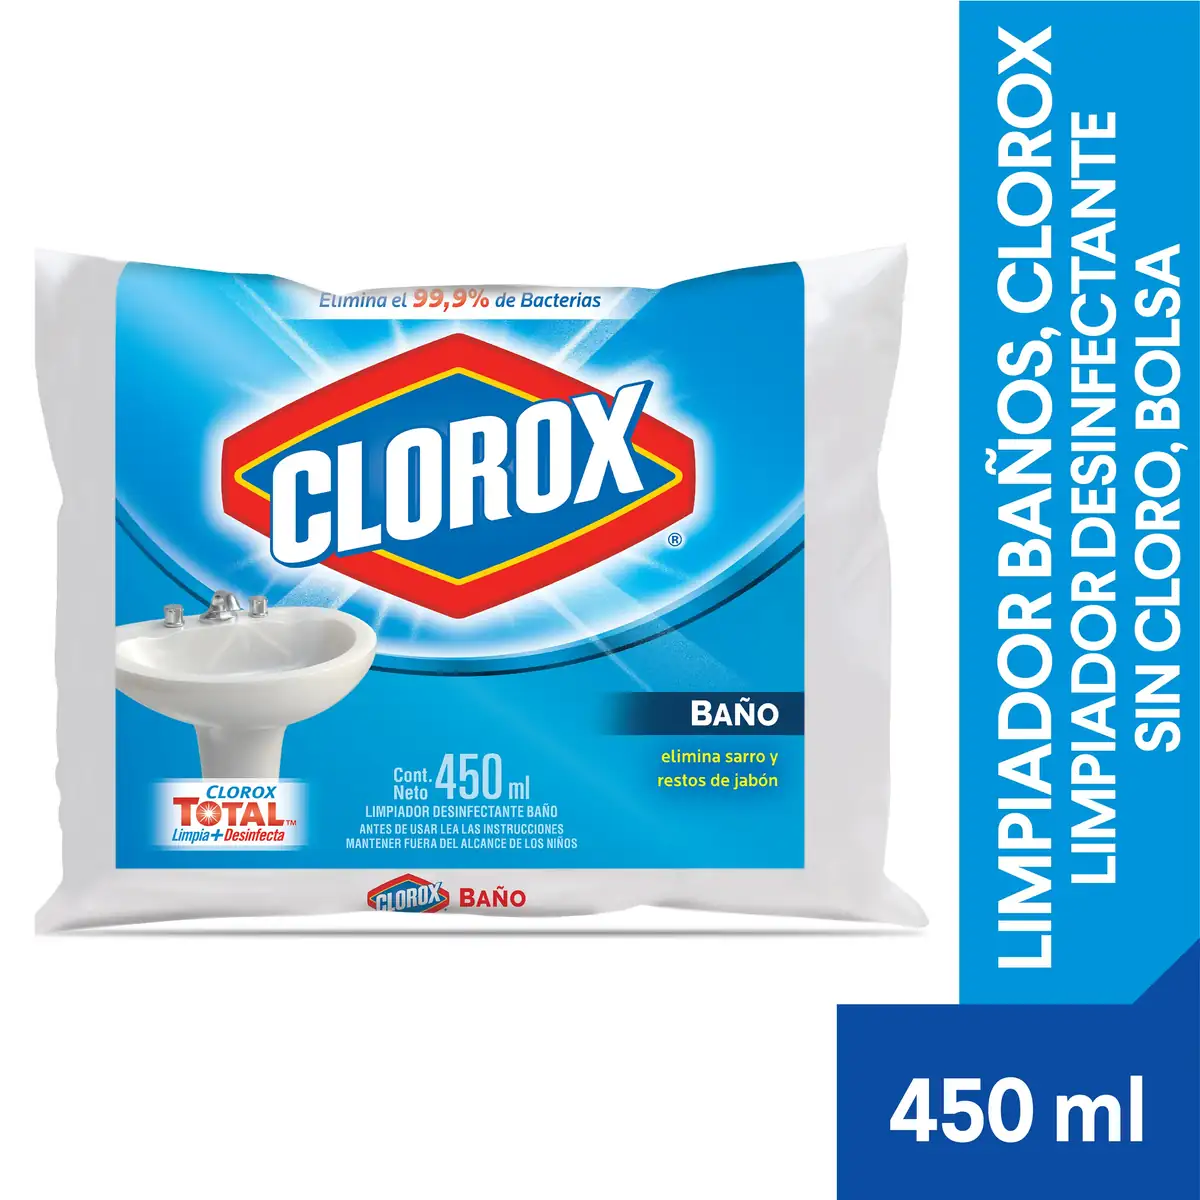 Elimina el 99,9% de Bacterias
CLOROX
®
BAÑO
elimina sarro y
restos de jabón
CLOROX
TOTAL™
Limpia+Desinfecta
Cont.
Neto 450 ml
LIMPIADOR DESINFECTANTE BAÑO
ANTES DE USAR LEA LAS INSTRUCCIONES
MANTENER FUERA DEL ALCANCE DE LOS NIÑOS
CLOROX BAÑO
LIMPIADOR BAÑOS, CLOROX
LIMPIADOR DESINFECTANTE
SIN CLORO, BOLSA
450 ml